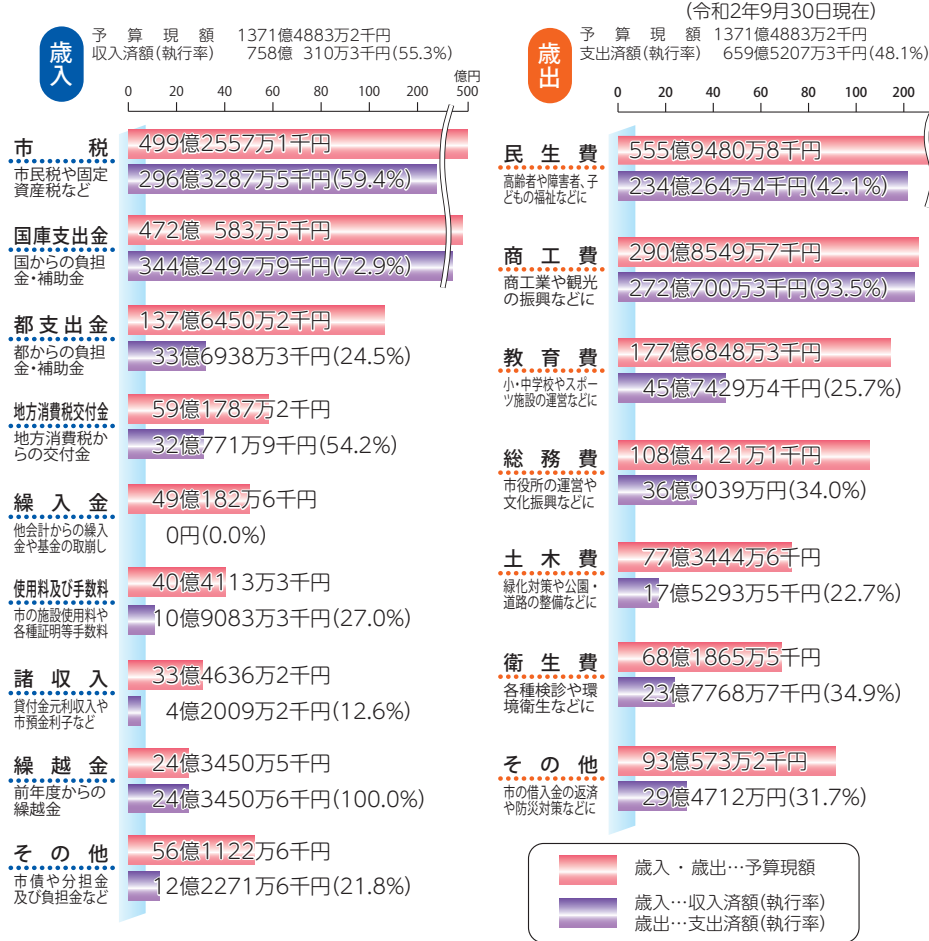 (令和2年9月30日現在)
歳入
予算現額 1371億4883万2千円
収入済額(執行率) 758億 310万3千円(55.3%)
億円
0 20 40 60 80 100 200 500
市税
499億2557万1千円
市民税や固定
資産税など
296億3287万5千円(59.4%)
国庫支出金
472億 583万5千円
国からの負担
金・補助金
344億2497万9千円(72.9%)
都支出金
137億6450万2千円
都からの負担
金・補助金
33億6938万3千円(24.5%)
地方消費税交付金
59億1787万2千円
地方消費税か
らの交付金
32億771万9千円(54.2%)
繰入金
49億182万6千円
他会計からの繰入
金や基金の取崩し
0円(0.0%)
使用料及び手数料
40億4113万3千円
市の施設使用料や
各種証明等手数料
10億9083万3千円(27.0%)
諸収入
33億4636万2千円
貸付金元利収入や
市預金利子など
4億2009万2千円(12.6%)
繰越金
24億3450万5千円
前年度からの
繰越金
24億3450万6千円(100.0%)
その他
56億1122万6千円
市債や分担金
及び負担金など
12億2271万6千円(21.8%)
歳出
予算現額 1371億4883万2千円
支出済額(執行率) 659億5207万3千円(48.1%)
0 20 40 60 80 100 200
民生費
555億9480万8千円
高齢者や障害者、子
どもの福祉などに
234億264万4千円(42.1%)
商工費
290億8549万7千円
商工業や観光
の振興などに
272億700万3千円(93.5%)
教育費
177億6848万3千円
小・中学校やスポー
ツ施設の運営などに
45億7429万4千円(25.7%)
総務費
108億4121万1千円
市役所の運営や
文化振興などに
36億9039万円(34.0%)
土木費
77億3444万6千円
緑化対策や公園・
道路の整備などに
17億5293万5千円(22.7%)
衛生費
68億1865万5千円
各種検診や環
境衛生などに
23億7768万7千円(34.9%)
その他
93億573万2千円
市の借入金の返済
や防災対策などに
29億4712万円(31.7%)
歳入・歳出…予算現額
歳入…収入済額(執行率)
歳出…支出済額(執行率)